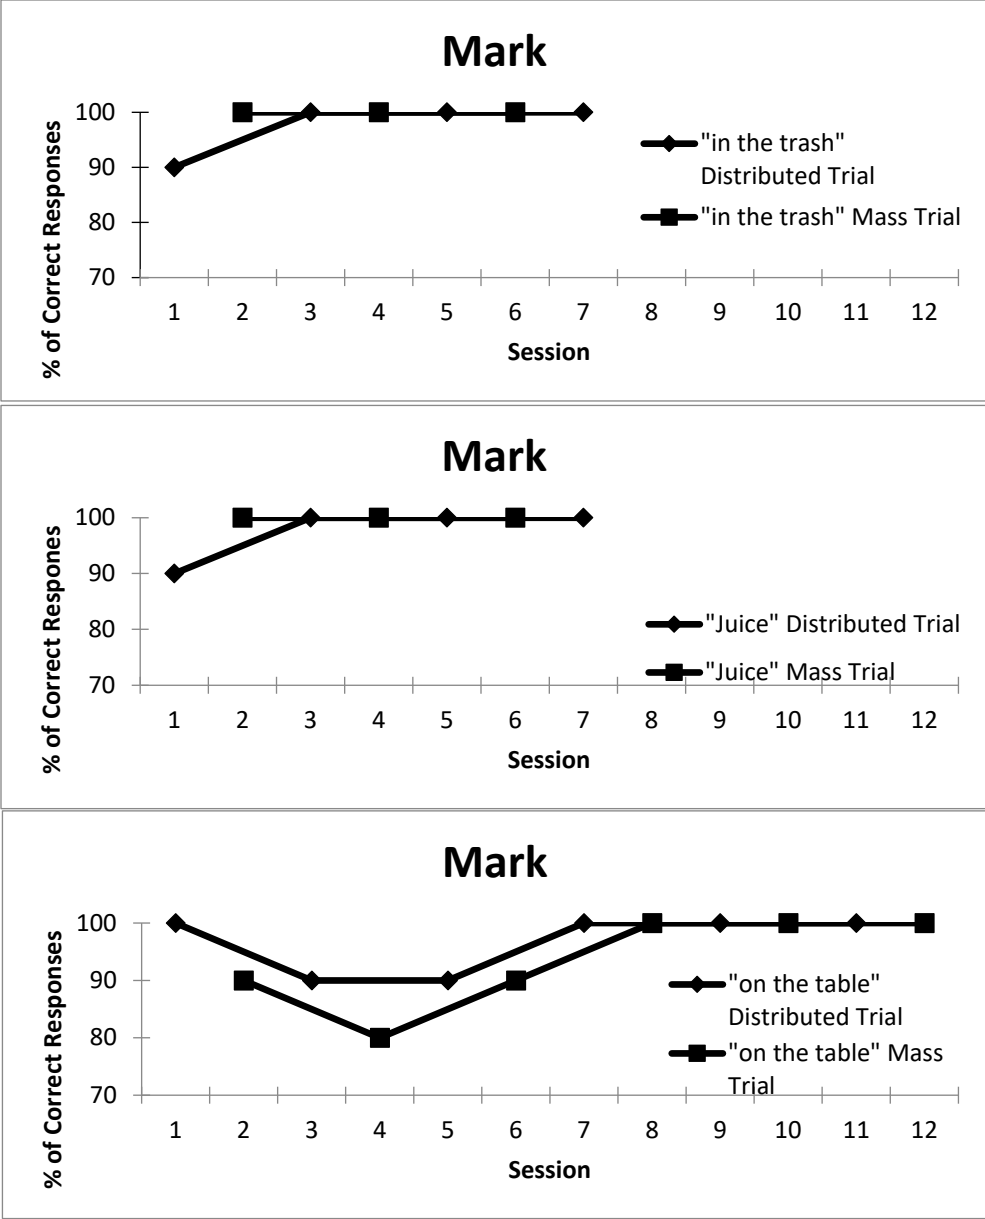 Mark
% of Correct Responses
100
90
80
70
1 2 3 4 5 6 7 8 9 10 11 12
Session
"in the trash"
Distributed Trial
"in the trash" Mass Trial
Mark
% of Correct Respones
100
90
80
70
1 2 3 4 5 6 7 8 9 10 11 12
Session
"Juice" Distributed Trial
"Juice" Mass Trial
Mark
% of Correct Responses
100
90
80
70
1 2 3 4 5 6 7 8 9 10 11 12
Session
"on the table"
Distributed Trial
"on the table" Mass
Trial